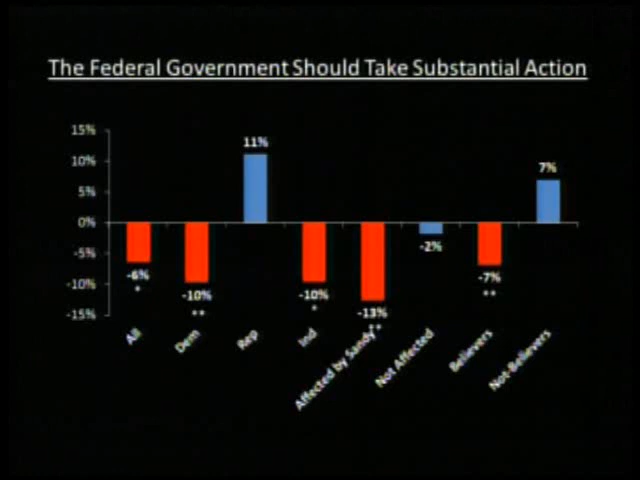 The Federal Government Should Take Substantial Action
15%
10%
5%
0%
-5%
-10%
-15%
-6%
*
-10%
**
11%
-10%
*
-13%
**
-2%
-7%
**
7%
All
Dem
Rep
Ind
Affected by Sandy
Not Affected
Believers
Not-Believers